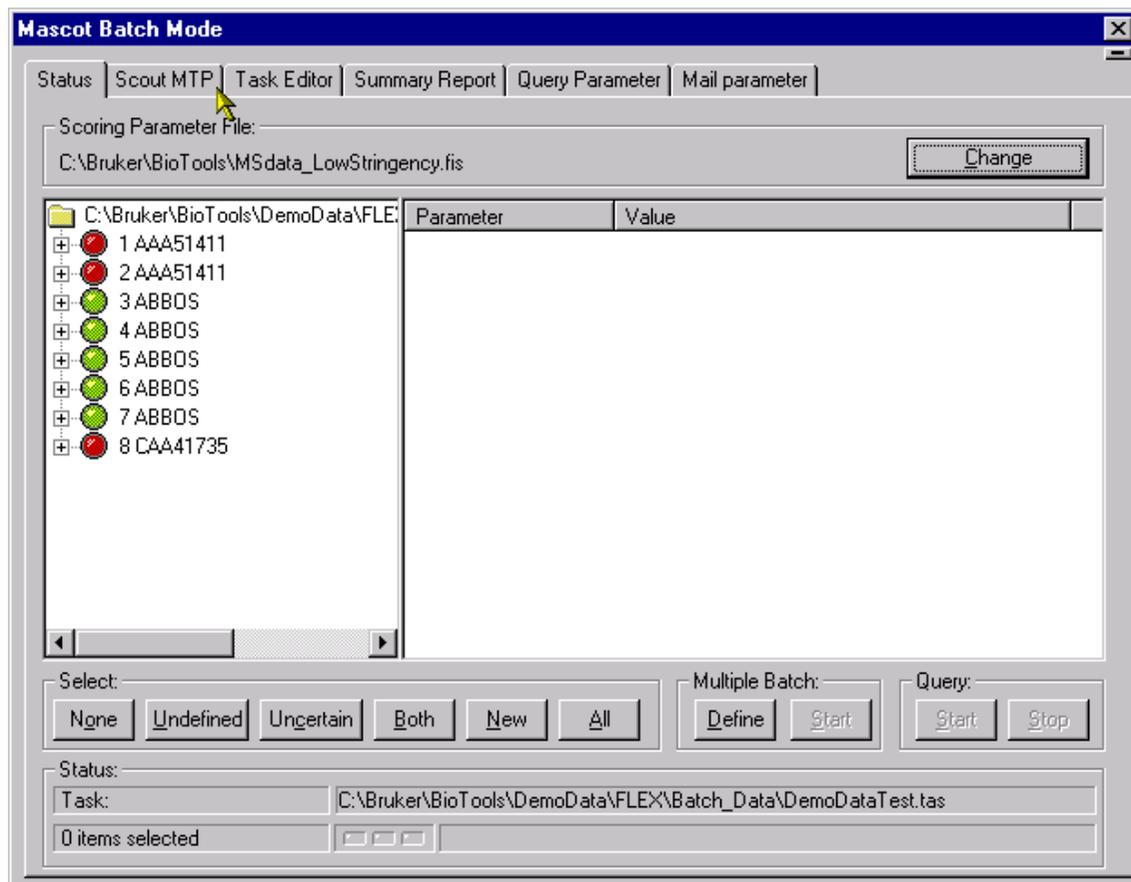 Mascot Batch Mode
Status Scout MTP Task Editor Summary Report Query Parameter Mail parameter
Scoring Parameter File:
C:\Bruker\BioTools\MSdata_LowStringency.fis Change
C:\Bruker\BioTools\DemoData\FLE Parameter Value
1 AAA51411
2 AAA51411
3 ABBOS
4 ABBOS
5 ABBOS
6 ABBOS
7 ABBOS
8 CAA41735
Select: Multiple Batch: Query:
None Undefined Uncertain Both New All Define Start Start Stop
Status:
Task: C:\Bruker\BioTools\DemoData\FLEX\Batch_Data\DemoDataTest.tas
0 items selected